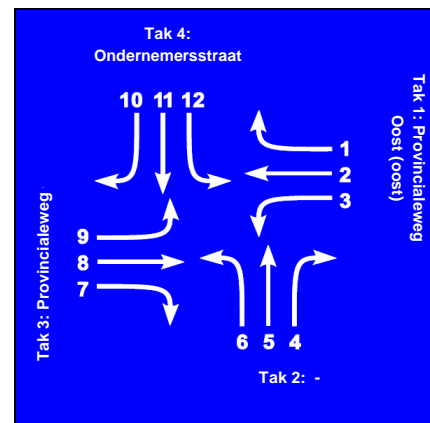 Tak 4:
Ondernemersstraat
10 11 12
Tak 1: Provincialeweg
Oost (oost)
1
2
3
9
8
7
Tak 3: Provincialeweg
6 5 4
Tak 2: -